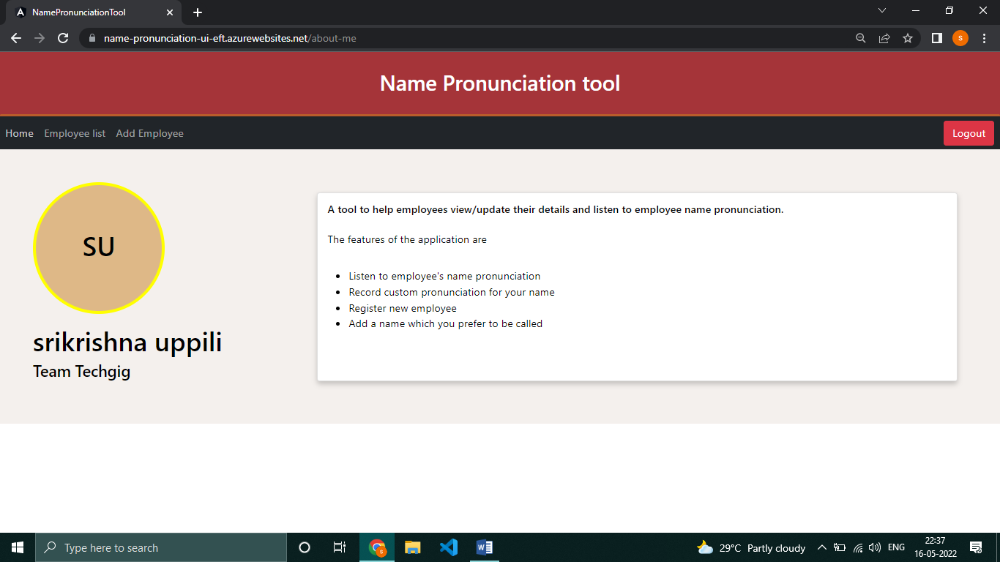 NamePronunciationTool
name-pronunciation-ui-eft.azurewebsites.net/about-me
S
Name Pronunciation tool
Home Employee list Add Employee Logout
SU
srikrishna uppili
Team Techgig
A tool to help employees view/update their details and listen to employee name pronunciation.
The features of the application are
Listen to employee's name pronunciation
Record custom pronunciation for your name
Register new employee
Add a name which you prefer to be called
Type here to search
S
29°C Partly cloudy
ENG
22:37
16-05-2022